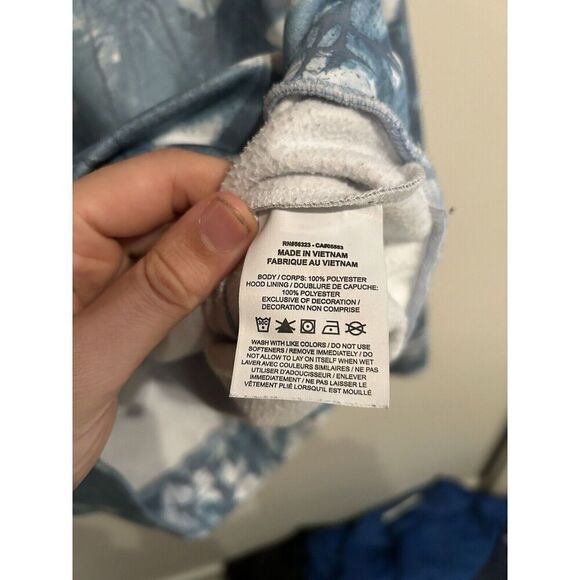 RN#56323 - CA#05553
MADE IN VIETNAM
FABRIQUE AU VIETNAM
BODY / CORPS: 100% POLYESTER
HOOD LINING / DOUBLURE DE CAPUCHE:
100% POLYESTER
EXCLUSIVE OF DECORATION /
DECORATION NON COMPRISE
WASH WITH LIKE COLORS / DO NOT USE
SOFTENERS / REMOVE IMMEDIATELY / DO
NOT ALLOW TO LAY ON ITSELF WHEN WET
LAVER AVEC COULEURS SIMILAIRES / NE PAS
UTILISER D'ADOUCISSEUR / ENLEVER
IMMÉDIATEMENT / NE PAS LAISSER LE
VÊTEMENT PLIÉ LORSQU'IL EST MOUILLÉ